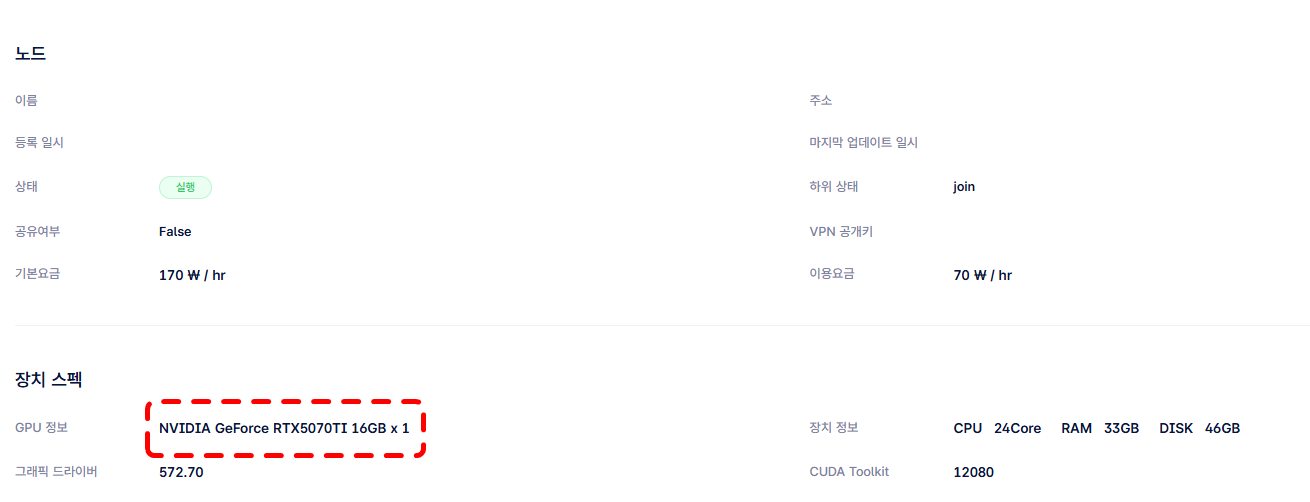 노드
이름 주소
등록 일시 마지막 업데이트 일시
상태 실행 하위 상태 join
공유여부 False VPN 공개키
기본요금 170 ₩ / hr 이용요금 70 ₩ / hr
장치 스펙
GPU 정보 NVIDIA GeForce RTX5070TI 16GB x 1 장치 정보 CPU 24Core RAM 33GB DISK 46GB
그래픽 드라이버 572.70 CUDA Toolkit 12080